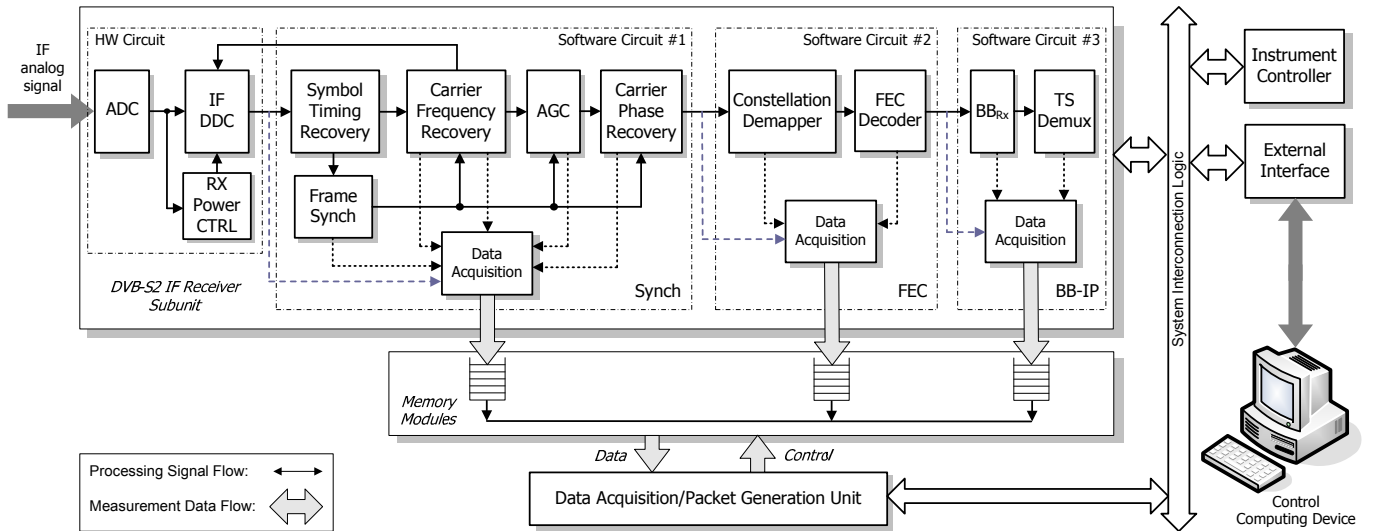 HW Circuit
Software Circuit #1
Software Circuit #2
Software Circuit #3
IF
analog
signal
ADC
IF
DDC
Symbol
Timing
Recovery
Carrier
Frequency
Recovery
AGC
Carrier
Phase
Recovery
Constellation
Demapper
FEC
Decoder
BBRx
TS
Demux
Instrument
Controller
External
Interface
RX
Power
CTRL
Frame
Synch
Data
Acquisition
Data
Acquisition
Data
Acquisition
DVB-S2 IF Receiver
Subunit
Synch
FEC
BB-IP
System Interconnection Logic
Memory
Modules
Data
Control
Processing Signal Flow:
Measurement Data Flow:
Data Acquisition/Packet Generation Unit
Control
Computing Device